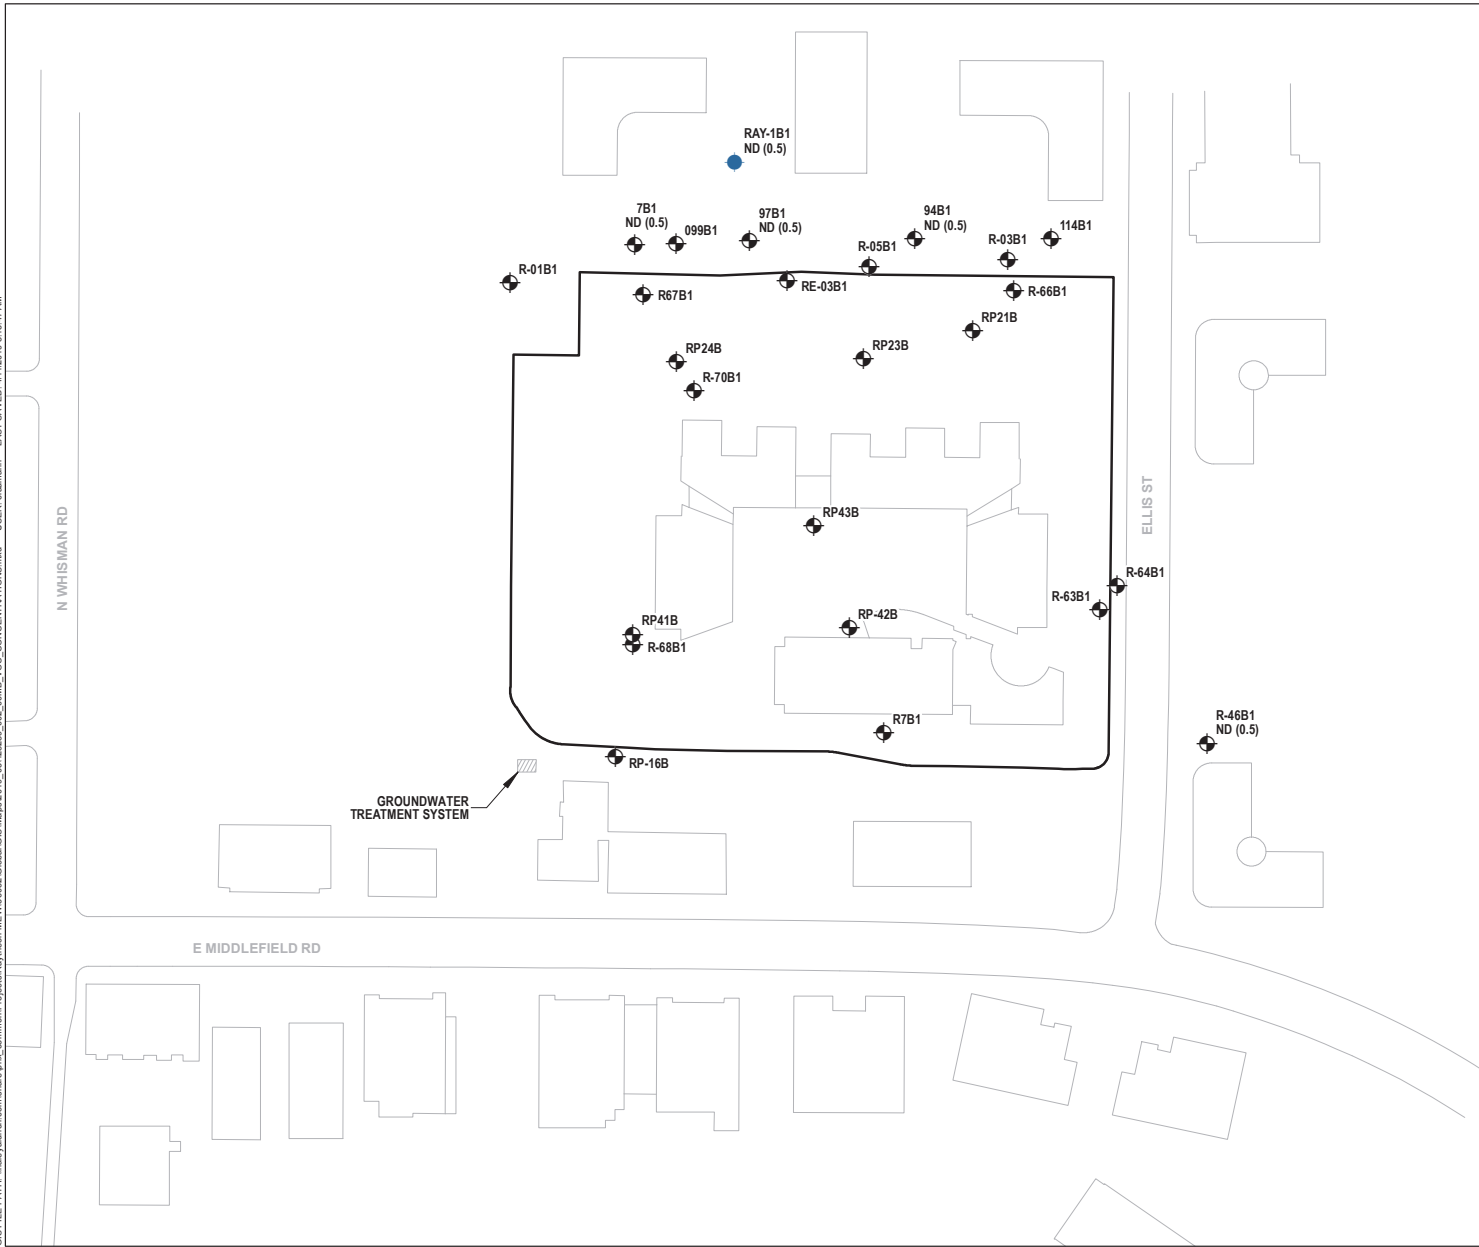 RAY-1B1
ND (0.5)
7B1
ND (0.5)
099B1
97B1
ND (0.5)
94B1
ND (0.5)
R-05B1
R-03B1
114B1
R-01B1
R67B1
RE-03B1
R-66B1
RP21B
RP24B
RP23B
R-70B1
N WHISMAN RD
ELLIS ST
RP43B
R-64B1
R-63B1
RP41B
R-68B1
RP-42B
R7B1
R-46B1
ND (0.5)
RP-16B
GROUNDWATER
TREATMENT SYSTEM
E MIDDLEFIELD RD